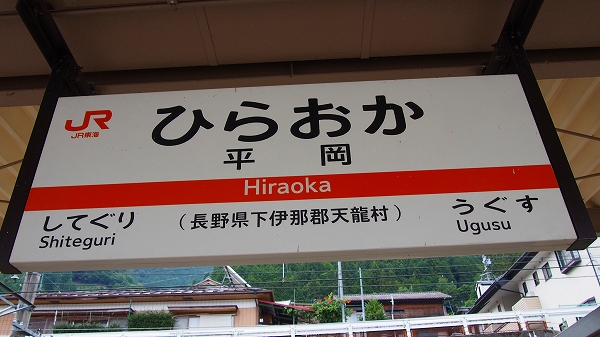 JR
JR東海
ひらおか
平岡
Hiraoka
してぐり
Shiteguri
(長野県下伊那郡天龍村)
うぐす
Ugusu